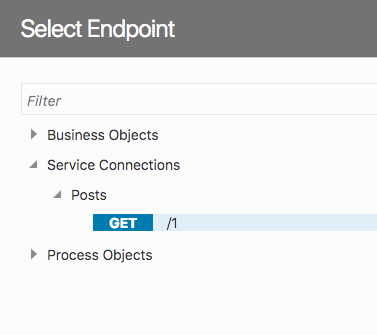 Select Endpoint
Filter
Business Objects
Service Connections
Posts
GET /1
Process Objects